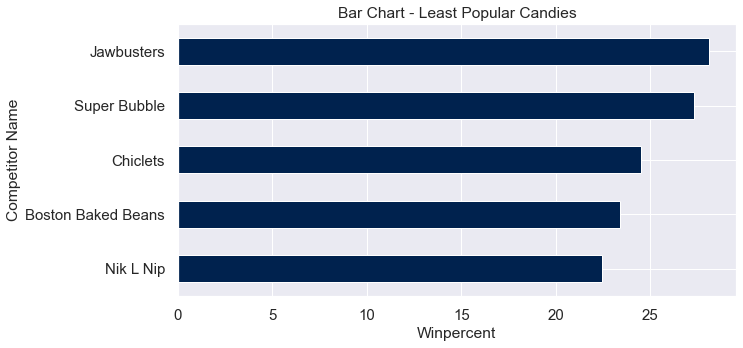 Bar Chart - Least Popular Candies
Competitor Name
Jawbusters
Super Bubble
Chiclets
Boston Baked Beans
Nik L Nip
0 5 10 15 20 25
Winpercent